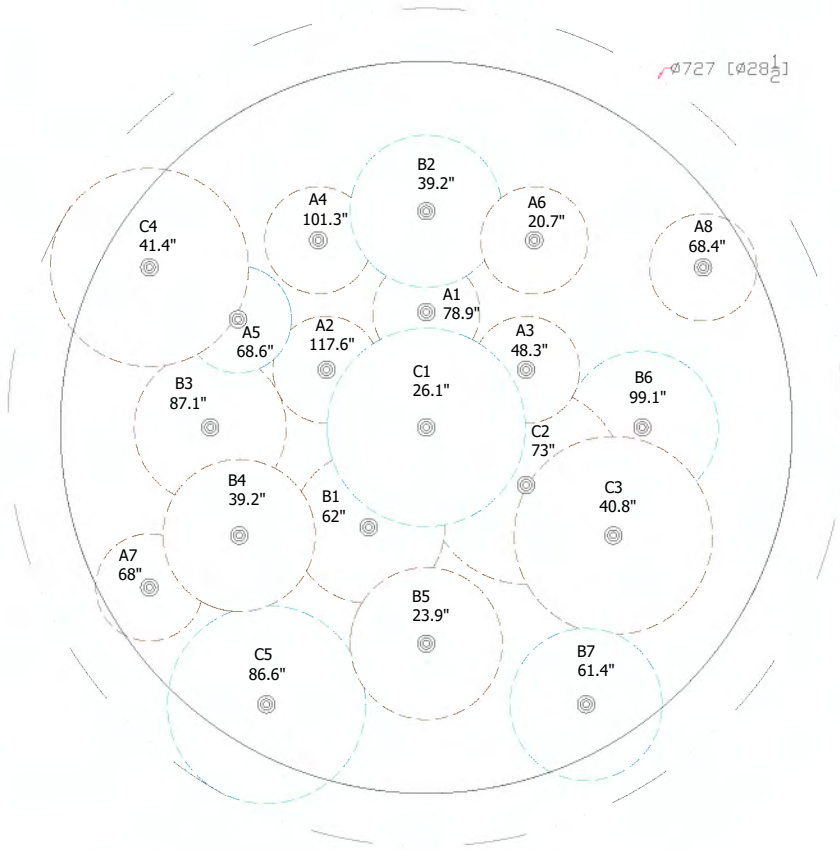 Ø727 [Ø28 1/2]
B2
39.2"
A4
101.3"
A6
20.7"
C4
41.4"
A8
68.4"
A1
78.9"
A5
68.6"
A2
117.6"
A3
48.3"
B3
87.1"
C1
26.1"
B6
99.1"
C2
73"
B4
39.2"
B1
62"
C3
40.8"
A7
68"
B5
23.9"
C5
86.6"
B7
61.4"